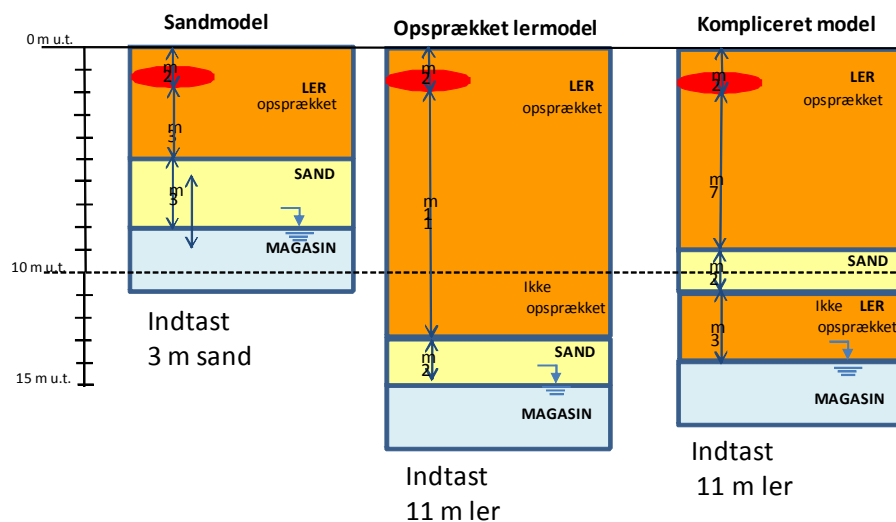 Sandmodel
Opsprækket lermodel
Kompliceret model
0 m u.t.
10 m u.t.
15 m u.t.
2 m
LER
opsprækket
3 m
SAND
3 m
MAGASIN
Indtast
3 m sand
2 m
LER
opsprækket
11 m
Ikke
opsprækket
2 m
SAND
MAGASIN
Indtast
11 m ler
2 m
LER
opsprækket
7 m
2 m
SAND
3 m
Ikke LER
opsprækket
MAGASIN
Indtast
11 m ler